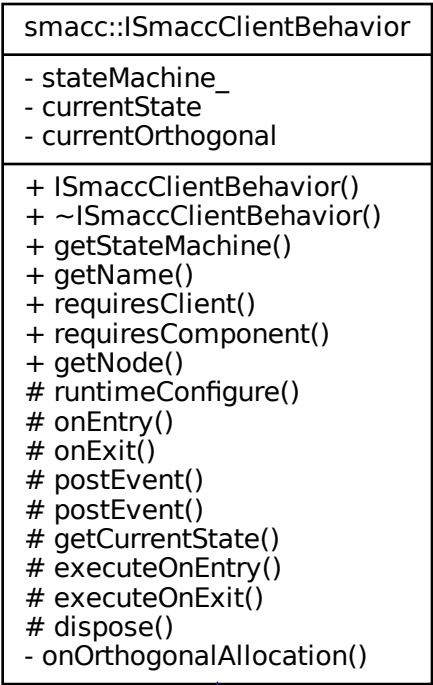 smacc::ISmaccClientBehavior
- stateMachine_
- currentState
- currentOrthogonal
+ ISmaccClientBehavior()
+ ~ISmaccClientBehavior()
+ getStateMachine()
+ getName()
+ requiresClient()
+ requiresComponent()
+ getNode()
# runtimeConfigure()
# onEntry()
# onExit()
# postEvent()
# postEvent()
# getCurrentState()
# executeOnEntry()
# executeOnExit()
# dispose()
- onOrthogonalAllocation()